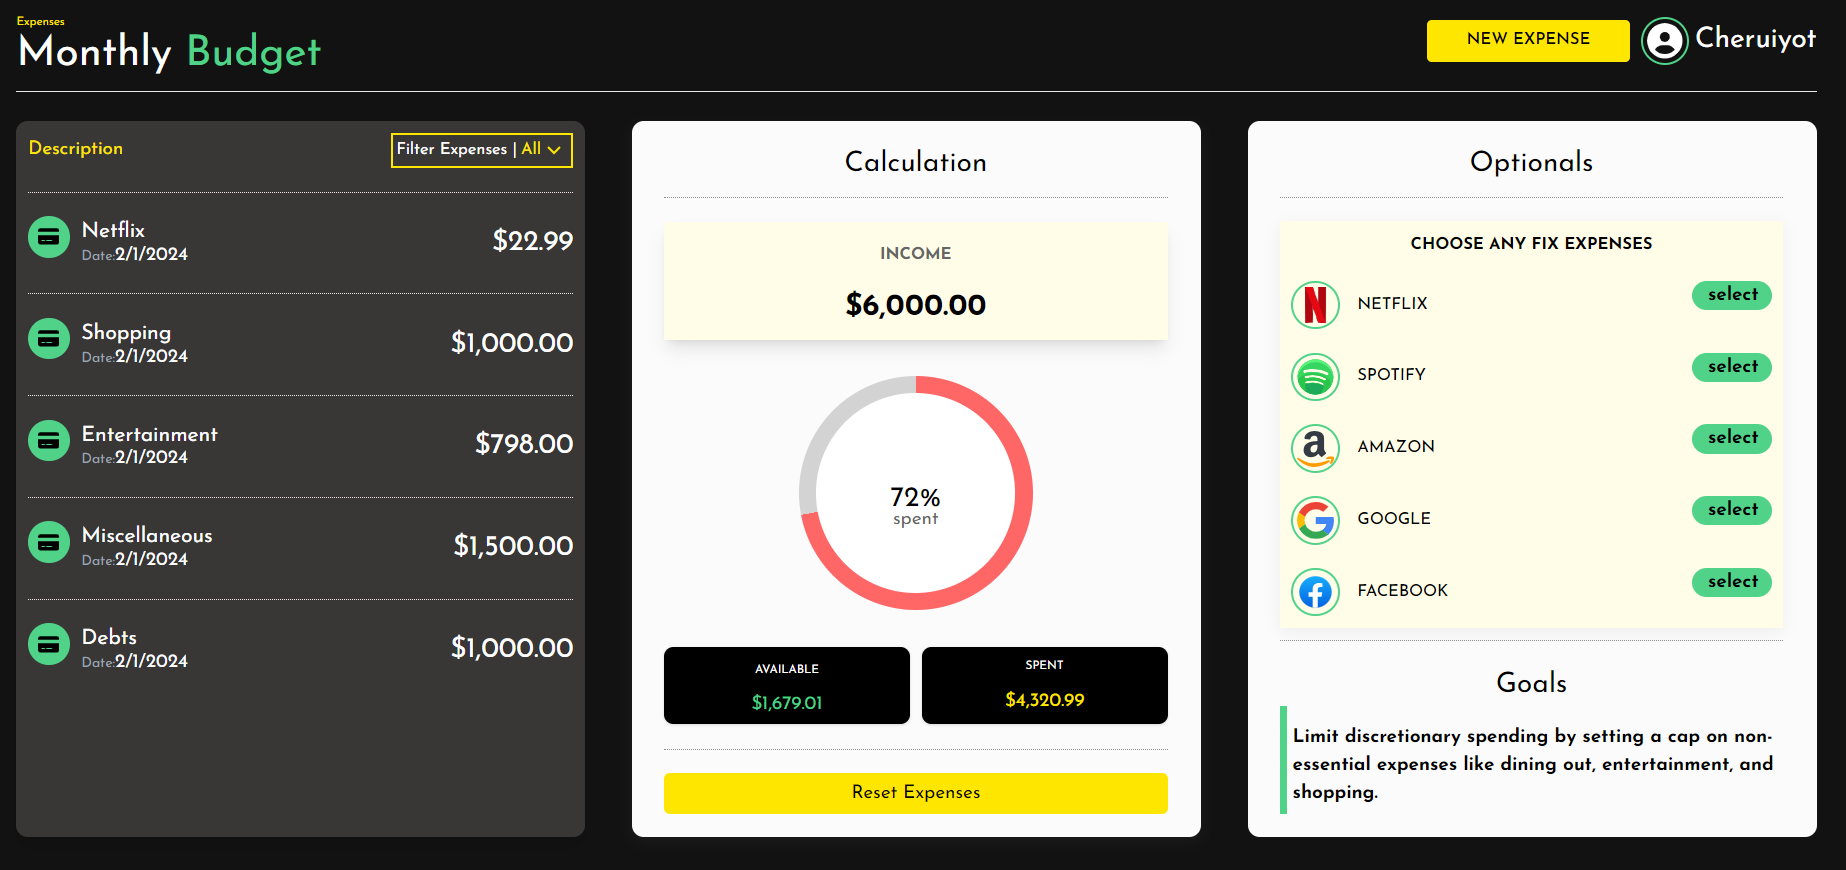 Expenses
Monthly Budget
NEW EXPENSE
Cheruiyot
Description
Filter Expenses | All
Netflix
Date:2/1/2024
$22.99
Shopping
Date:2/1/2024
$1,000.00
Entertainment
Date:2/1/2024
$798.00
Miscellaneous
Date:2/1/2024
$1,500.00
Debts
Date:2/1/2024
$1,000.00
Calculation
INCOME
$6,000.00
72%
spent
AVAILABLE
$1,679.01
SPENT
$4,320.99
Reset Expenses
Optionals
CHOOSE ANY FIX EXPENSES
NETFLIX
select
SPOTIFY
select
AMAZON
select
GOOGLE
select
FACEBOOK
select
Goals
Limit discretionary spending by setting a cap on non-
essential expenses like dining out, entertainment, and
shopping.